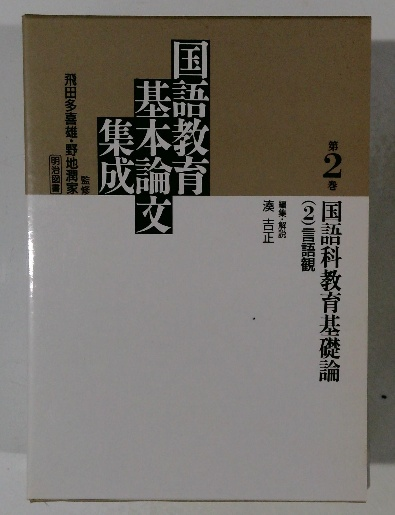 第2巻
国語科教育基礎論
(2)言語観
編集・解説
湊 吉正
国語教育
基本論文
集成
飛田多喜雄・野地潤家
監修
明治図書